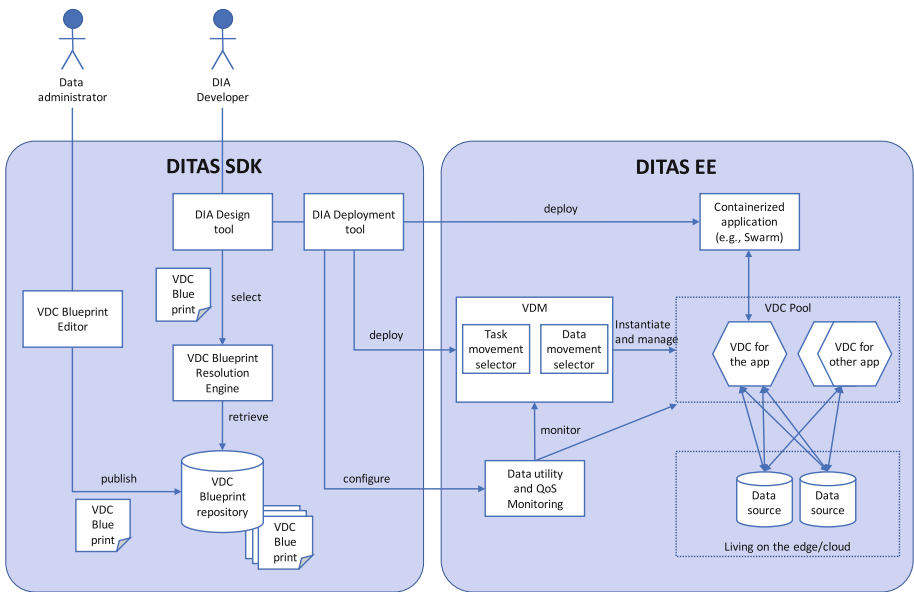 Data
administrator
DIA
Developer
DITAS SDK
DITAS EE
DIA Design
tool
DIA Deployment
tool
deploy
Containerized
application
(e.g., Swarm)
VDC
Blue
print
select
VDC Blueprint
Editor
deploy
VDM
Task
movement
selector
Data
movement
selector
Instantiate
and manage
VDC Pool
VDC for
the app
VDC for
other app
VDC Blueprint
Resolution
Engine
retrieve
monitor
publish
VDC
Blueprint
repository
configure
Data utility
and QoS
Monitoring
Data
source
Data
source
VDC
Blue
print
VDC
Blue
print
Living on the edge/cloud